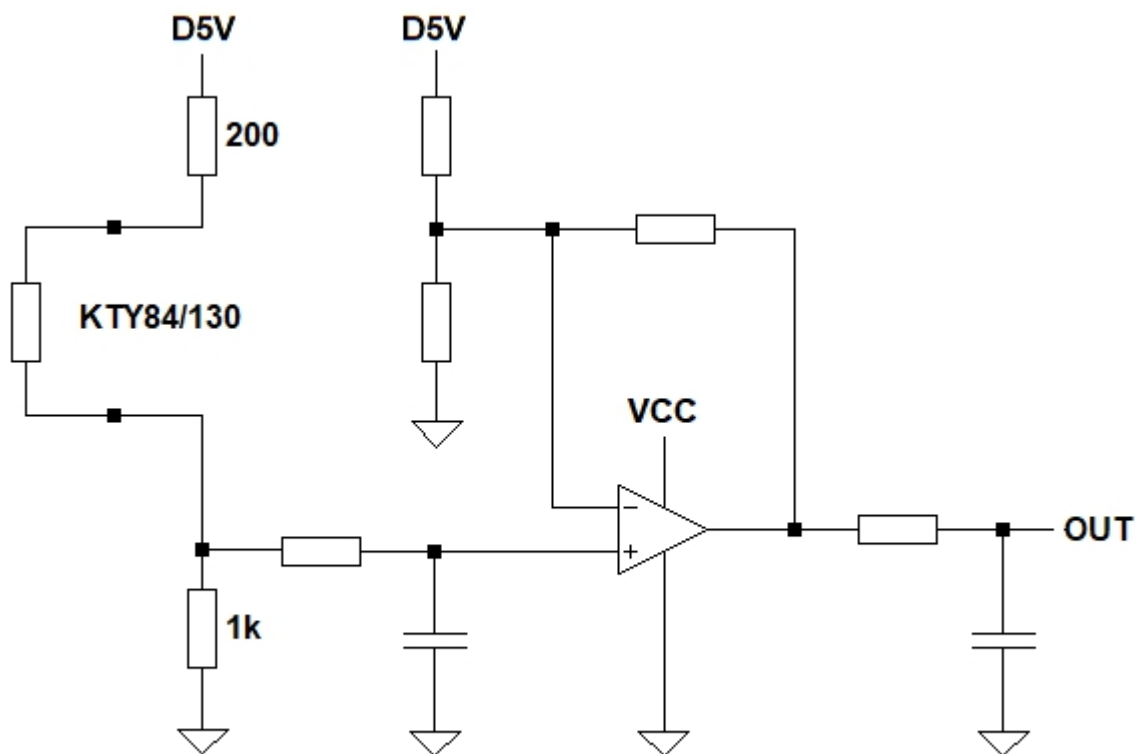 D5V
D5V
200
KTY84/130
VCC
−
+
OUT
1k